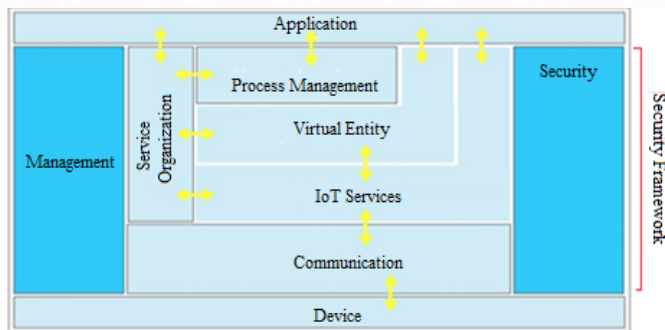 Application
Process Management
Security
Service
Organization
Virtual Entity
Management
IoT Services
Communication
Device
Security Framework